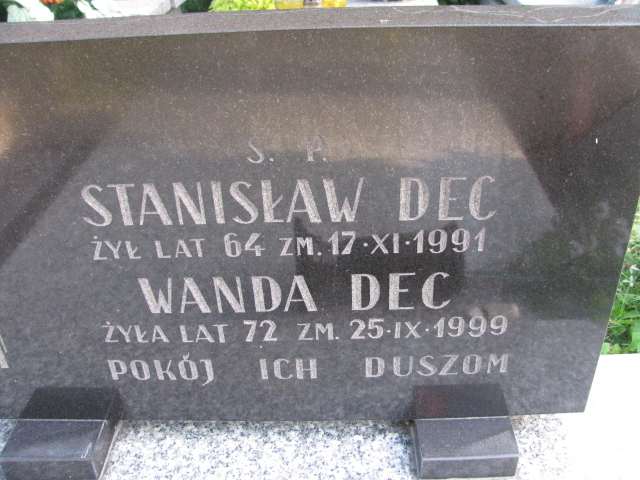 S. P.
STANISŁAW DEC
ŻYŁ LAT 64 ZM. 17·XI·1991
WANDA DEC
ŻYŁA LAT 72 ZM. 25·IX·1999
POKÓJ ICH DUSZOM